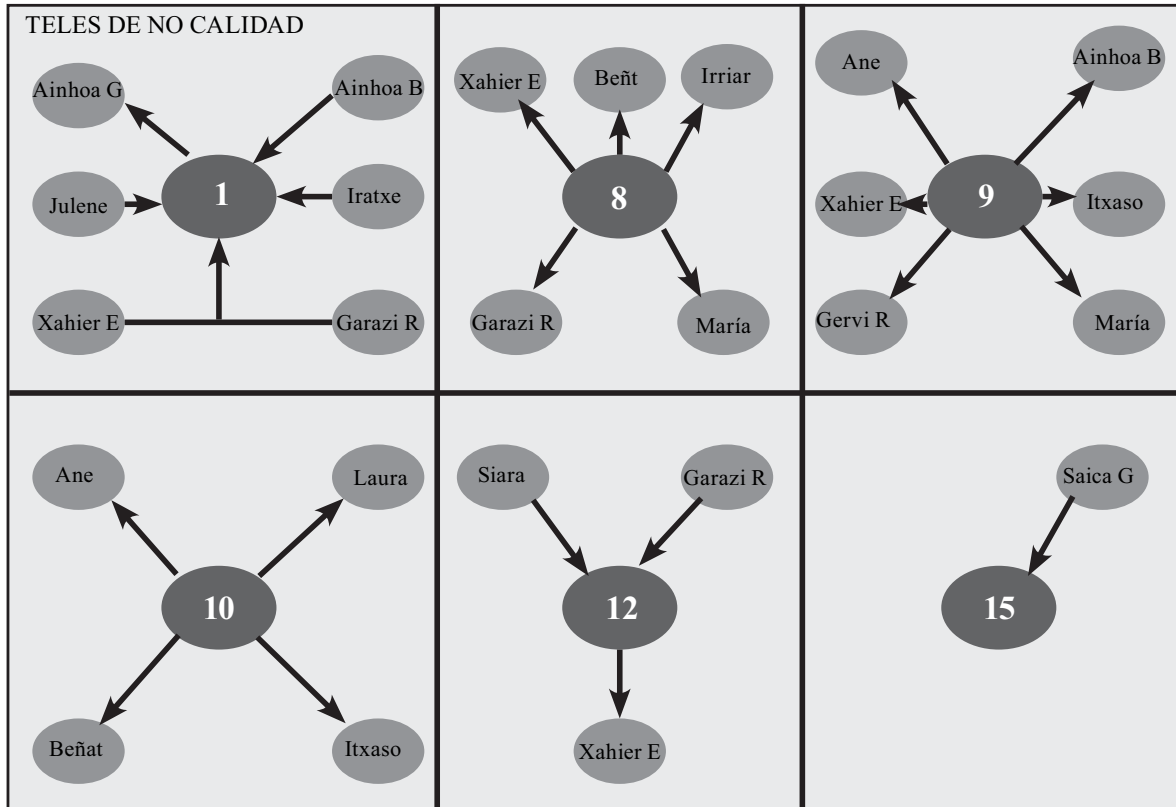 TELES DE NO CALIDAD
Ainhoa G
Ainhoa B
1
Julene
Iratxe
Xahier E
Garazi R
Xahier E
Beñt
Irriar
8
Garazi R
María
Ane
Ainhoa B
9
Xahier E
Itxaso
Gervi R
María
Ane
Laura
10
Beñat
Itxaso
Siara
Garazi R
12
Xahier E
Saica G
15